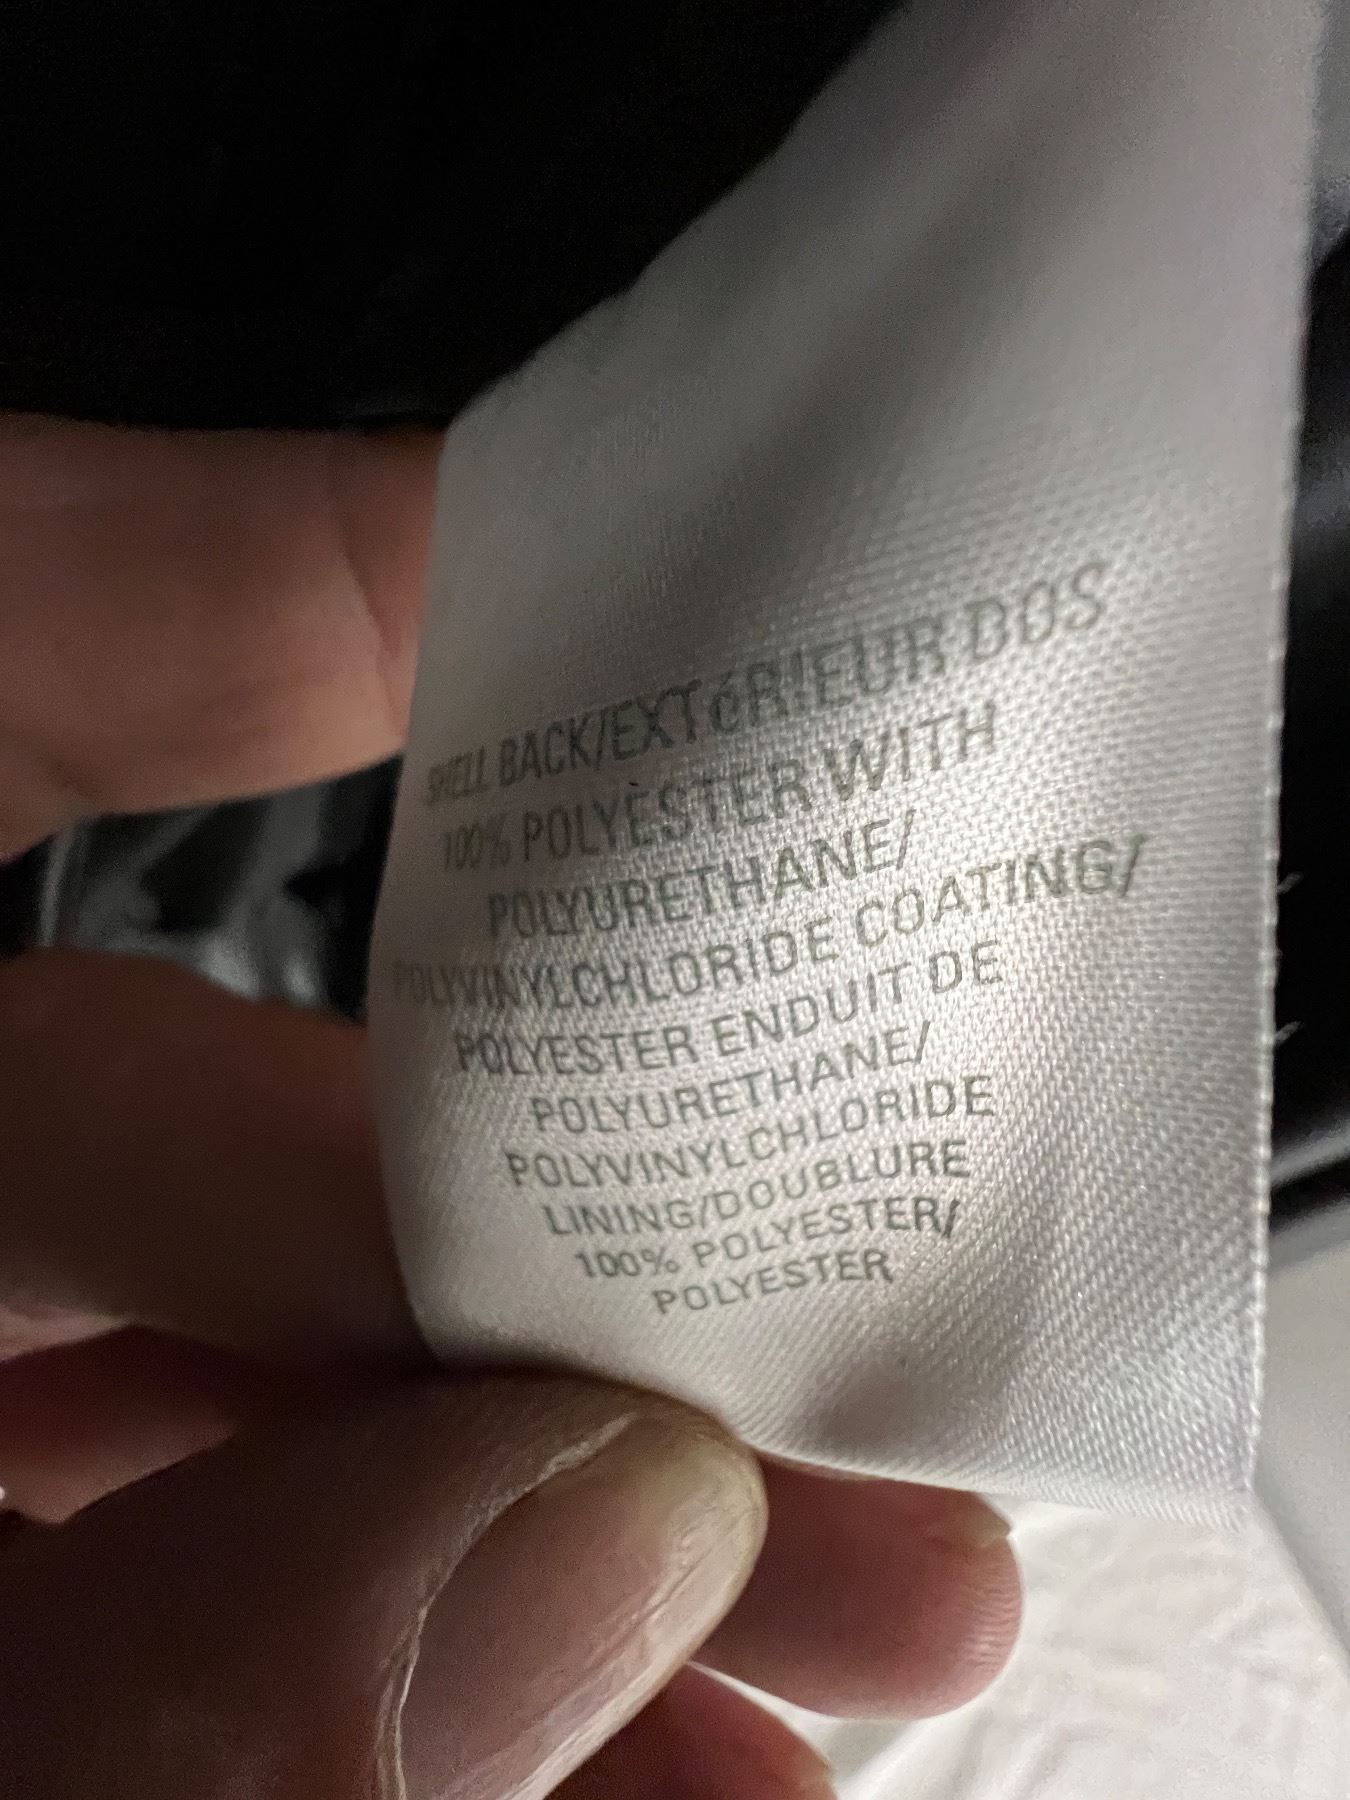 SHELL BACK/EXTéRIEUR DOS
100% POLYESTER WITH
POLYURETHANE/
POLYVINYLCHLORIDE COATING/
POLYESTER ENDUIT DE
POLYURETHANE/
POLYVINYLCHLORIDE
LINING/DOUBLURE
100% POLYESTER/
POLYESTER